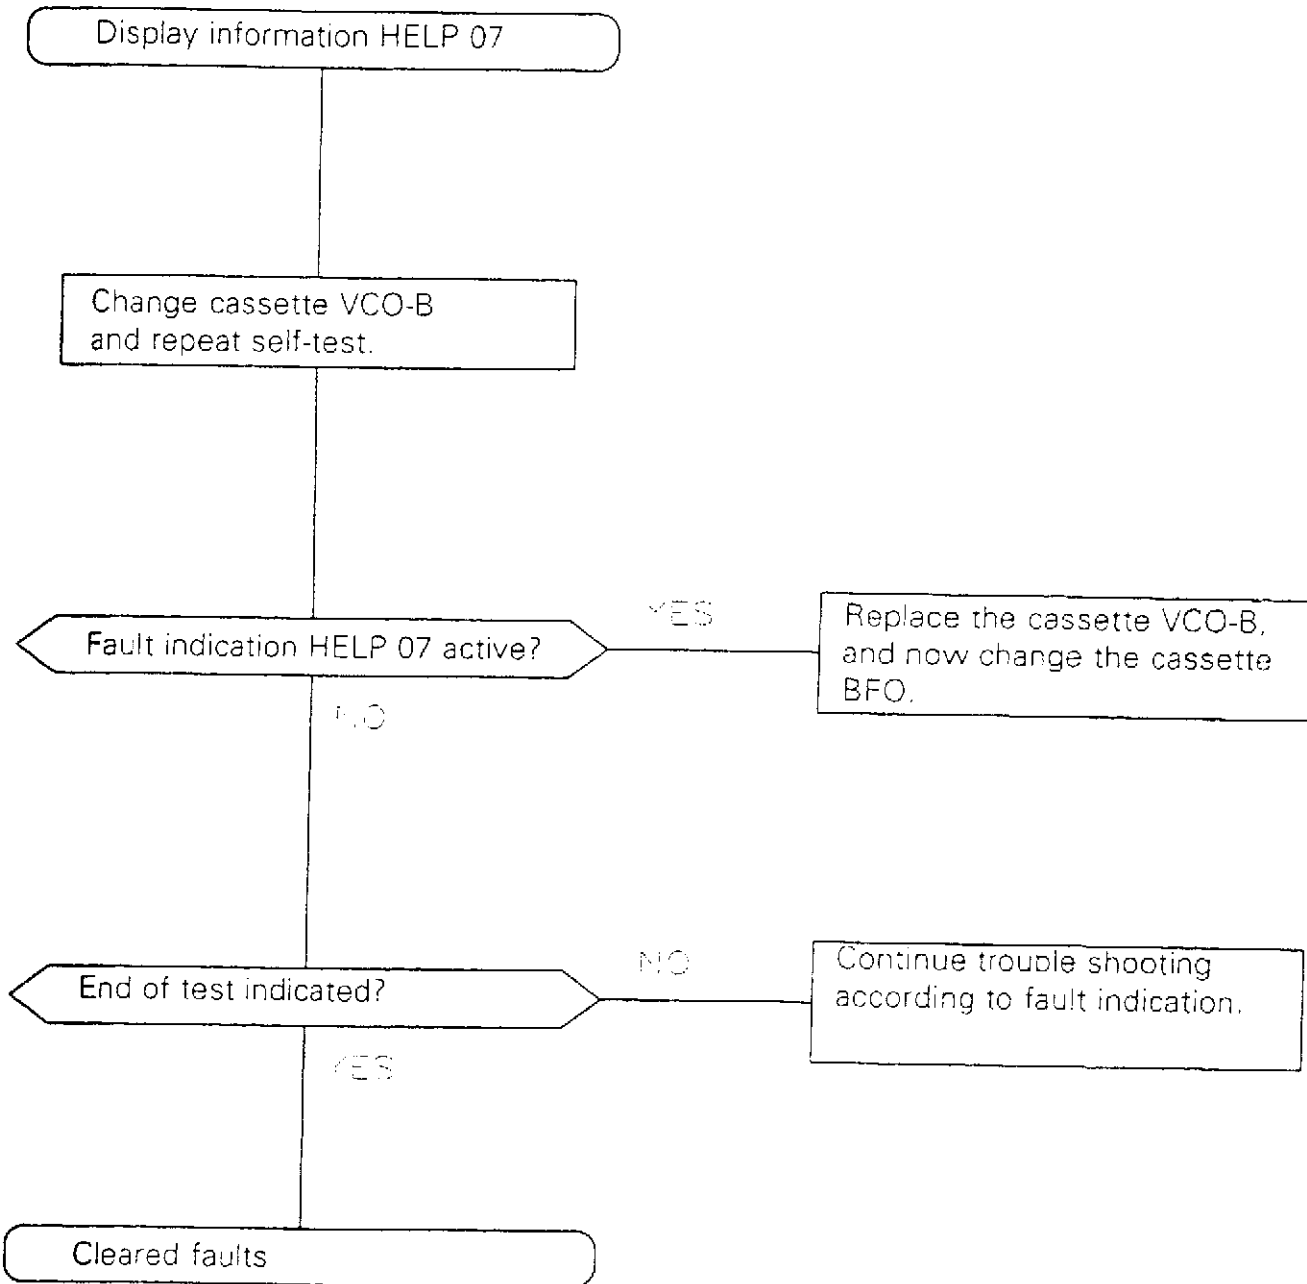 Display information HELP 07
Change cassette VCO-B
and repeat self-test.
Fault indication HELP 07 active?
YES
Replace the cassette VCO-B,
and now change the cassette
BFO.
NO
End of test indicated?
NO
Continue trouble shooting
according to fault indication.
YES
Cleared faults